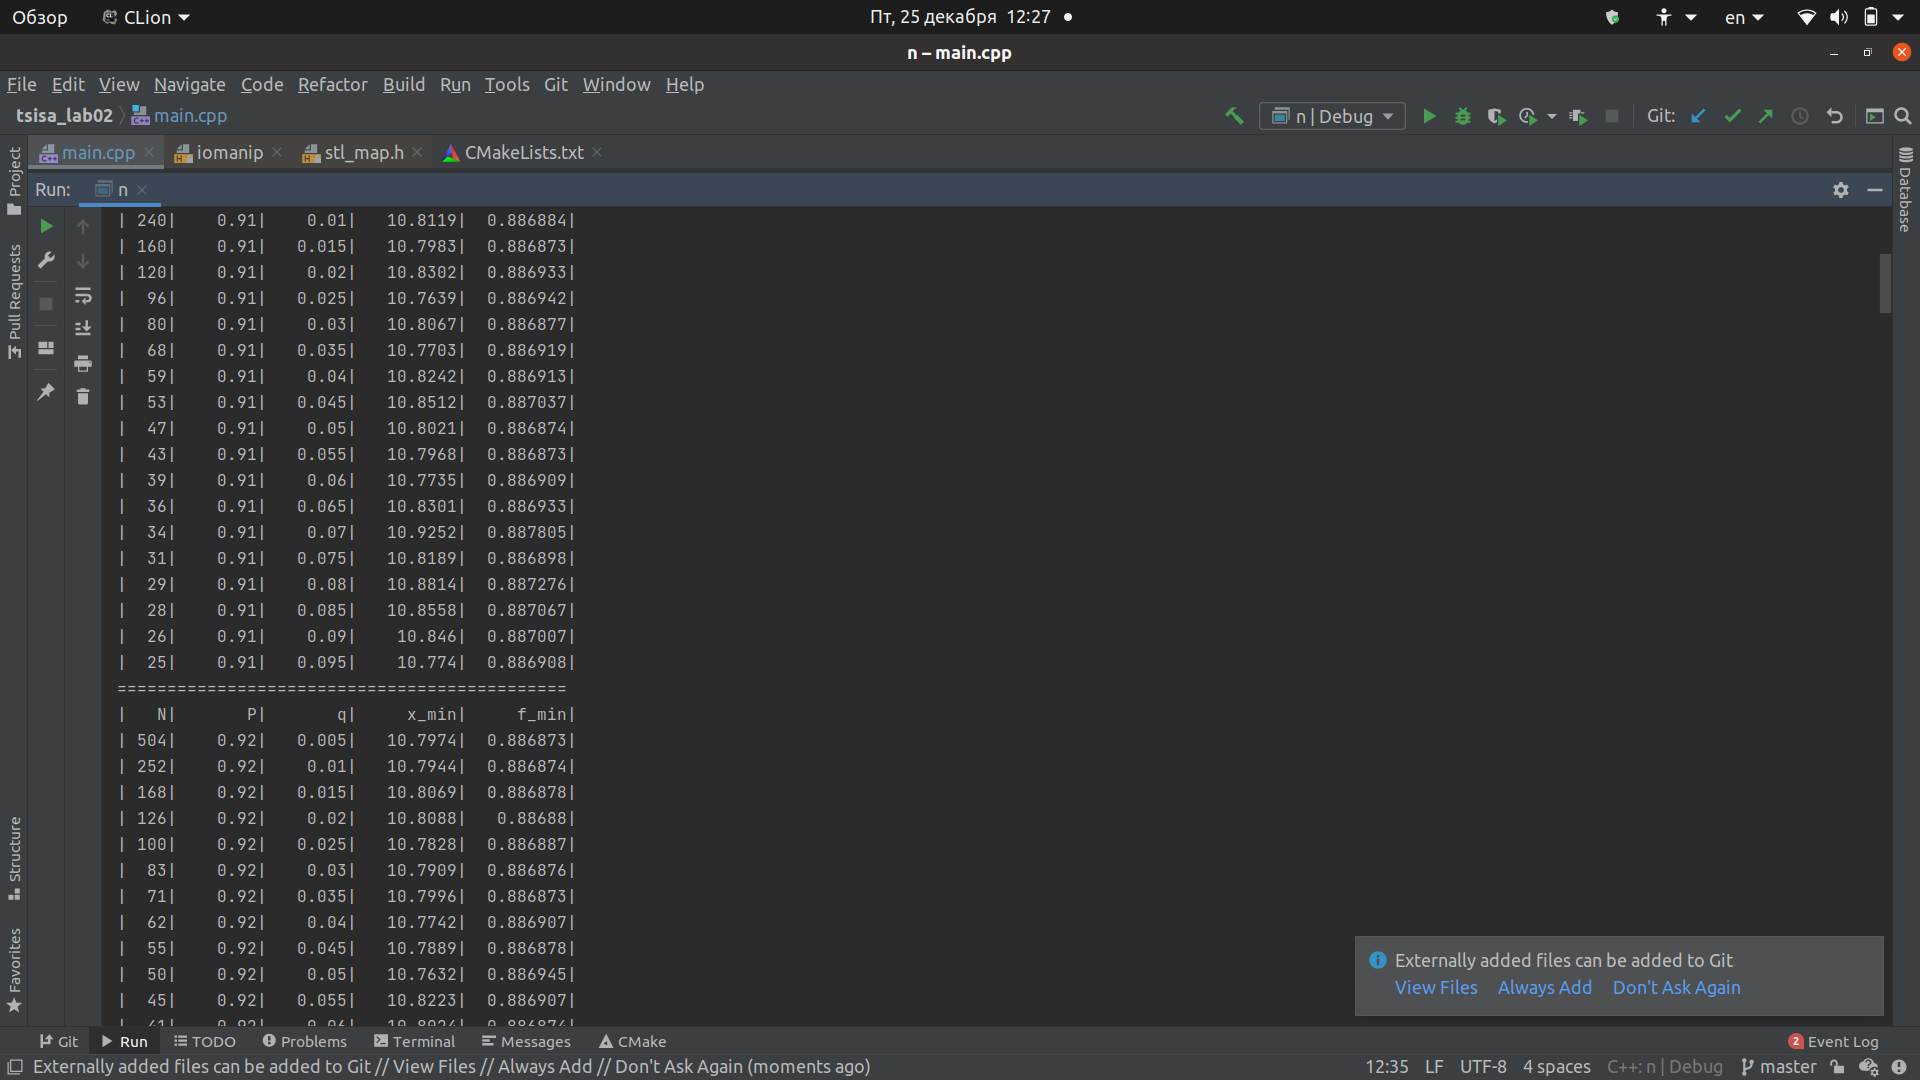 Обзор CLion Пт, 25 декабря 12:27 en
n – main.cpp
File Edit View Navigate Code Refactor Build Run Tools Git Window Help
tsisa_lab02 main.cpp n | Debug Git:
main.cpp iomanip stl_map.h CMakeLists.txt
Run: n
Project
Pull Requests
Structure
Favorites
Database
| 240| 0.91| 0.01| 10.8119| 0.886884|
| 160| 0.91| 0.015| 10.7983| 0.886873|
| 120| 0.91| 0.02| 10.8302| 0.886933|
| 96| 0.91| 0.025| 10.7639| 0.886942|
| 80| 0.91| 0.03| 10.8067| 0.886877|
| 68| 0.91| 0.035| 10.7703| 0.886919|
| 59| 0.91| 0.04| 10.8242| 0.886913|
| 53| 0.91| 0.045| 10.8512| 0.887037|
| 47| 0.91| 0.05| 10.8021| 0.886874|
| 43| 0.91| 0.055| 10.7968| 0.886873|
| 39| 0.91| 0.06| 10.7735| 0.886909|
| 36| 0.91| 0.065| 10.8301| 0.886933|
| 34| 0.91| 0.07| 10.9252| 0.887805|
| 31| 0.91| 0.075| 10.8189| 0.886898|
| 29| 0.91| 0.08| 10.8814| 0.887276|
| 28| 0.91| 0.085| 10.8558| 0.887067|
| 26| 0.91| 0.09| 10.846| 0.887007|
| 25| 0.91| 0.095| 10.774| 0.886908|
=============================================
| N| P| q| x_min| f_min|
| 504| 0.92| 0.005| 10.7974| 0.886873|
| 252| 0.92| 0.01| 10.7944| 0.886874|
| 168| 0.92| 0.015| 10.8069| 0.886878|
| 126| 0.92| 0.02| 10.8088| 0.88688|
| 100| 0.92| 0.025| 10.7828| 0.886887|
| 83| 0.92| 0.03| 10.7909| 0.886876|
| 71| 0.92| 0.035| 10.7996| 0.886873|
| 62| 0.92| 0.04| 10.7742| 0.886907|
| 55| 0.92| 0.045| 10.7889| 0.886878|
| 50| 0.92| 0.05| 10.7632| 0.886945|
| 45| 0.92| 0.055| 10.8223| 0.886907|
| 41| 0.92| 0.06| 10.8024| 0.886874|
Externally added files can be added to Git
View Files Always Add Don't Ask Again
Git Run TODO Problems Terminal Messages CMake 2 Event Log
Externally added files can be added to Git // View Files // Always Add // Don't Ask Again (moments ago) 12:35 LF UTF-8 4 spaces C++: n | Debug master